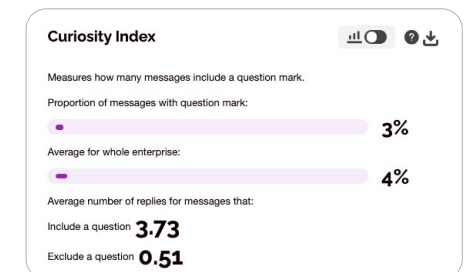 Curiosity Index
Measures how many messages include a question mark.
Proportion of messages with question mark:
3%
Average for whole enterprise:
4%
Average number of replies for messages that:
Include a question 3.73
Exclude a question 0.51